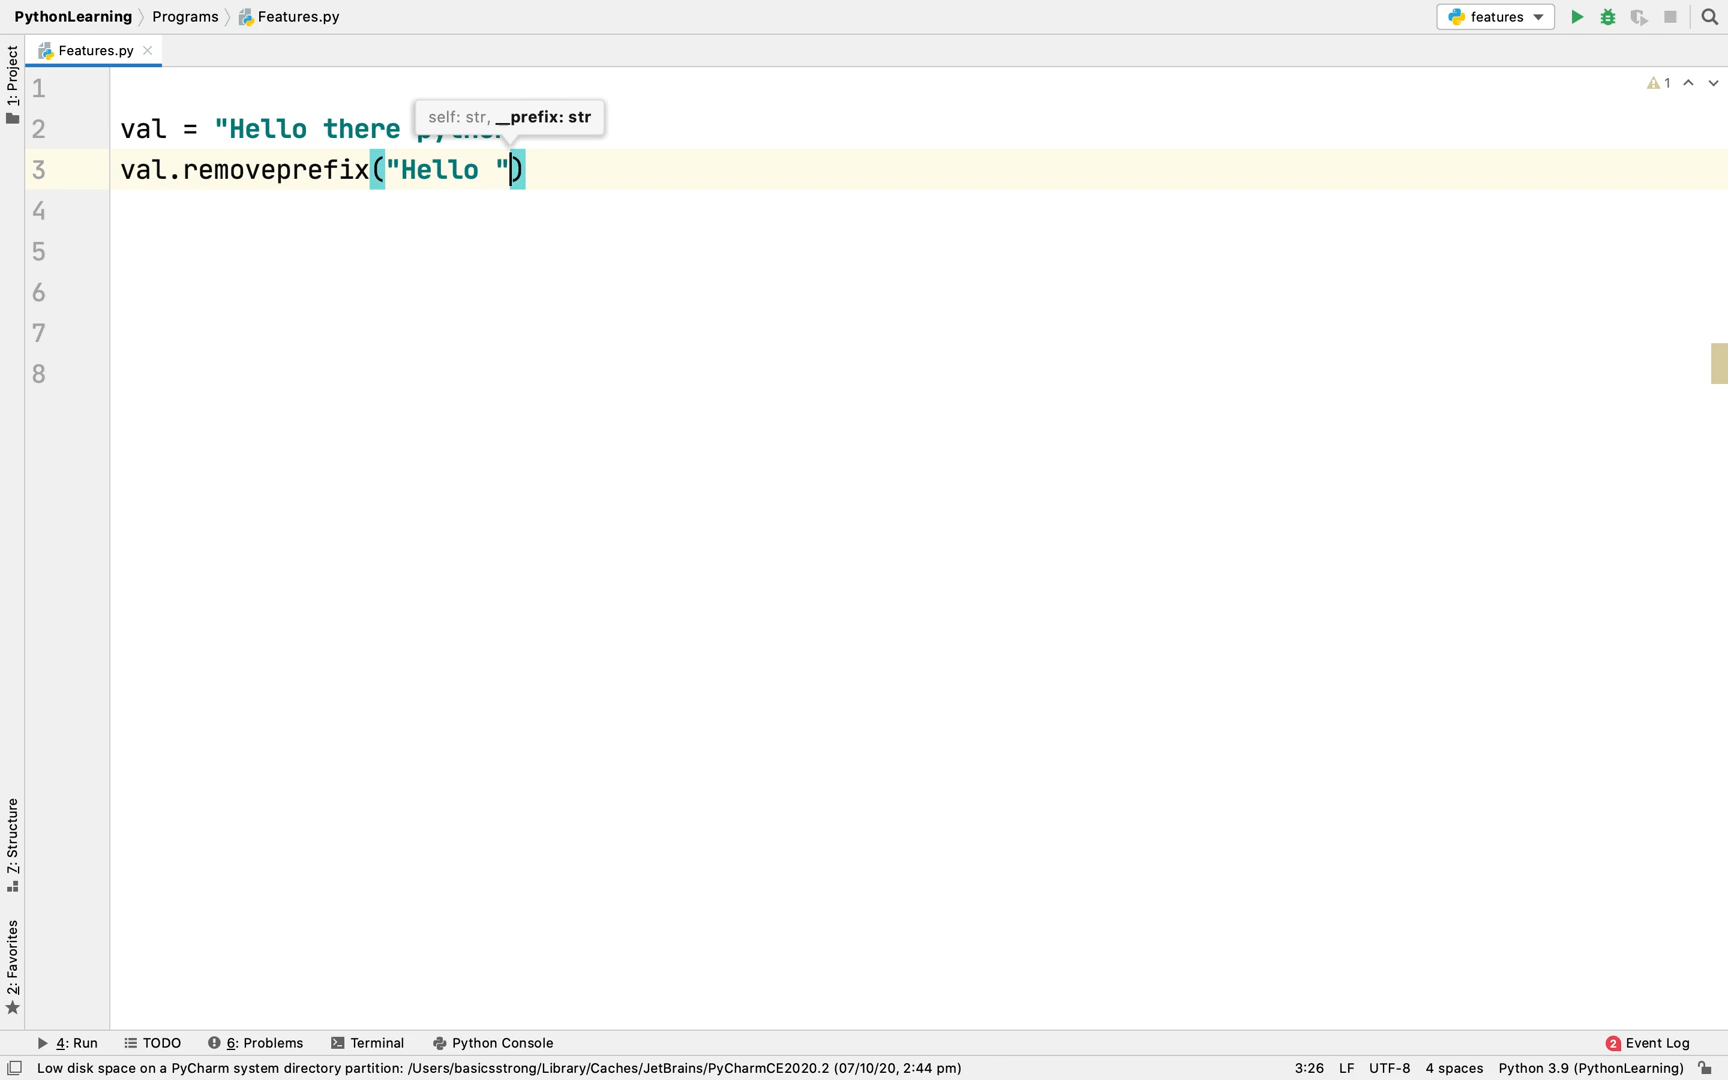 PythonLearning Programs Features.py features
1: Project
Features.py
1
1
2 val = "Hello there
self: str, __prefix: str
3 val.removeprefix("Hello ")
4
5
6
7
8
7: Structure
2: Favorites
4: Run TODO 6: Problems Terminal Python Console 2 Event Log
Low disk space on a PyCharm system directory partition: /Users/basicsstrong/Library/Caches/JetBrains/PyCharmCE2020.2 (07/10/20, 2:44 pm) 3:26 LF UTF-8 4 spaces Python 3.9 (PythonLearning)